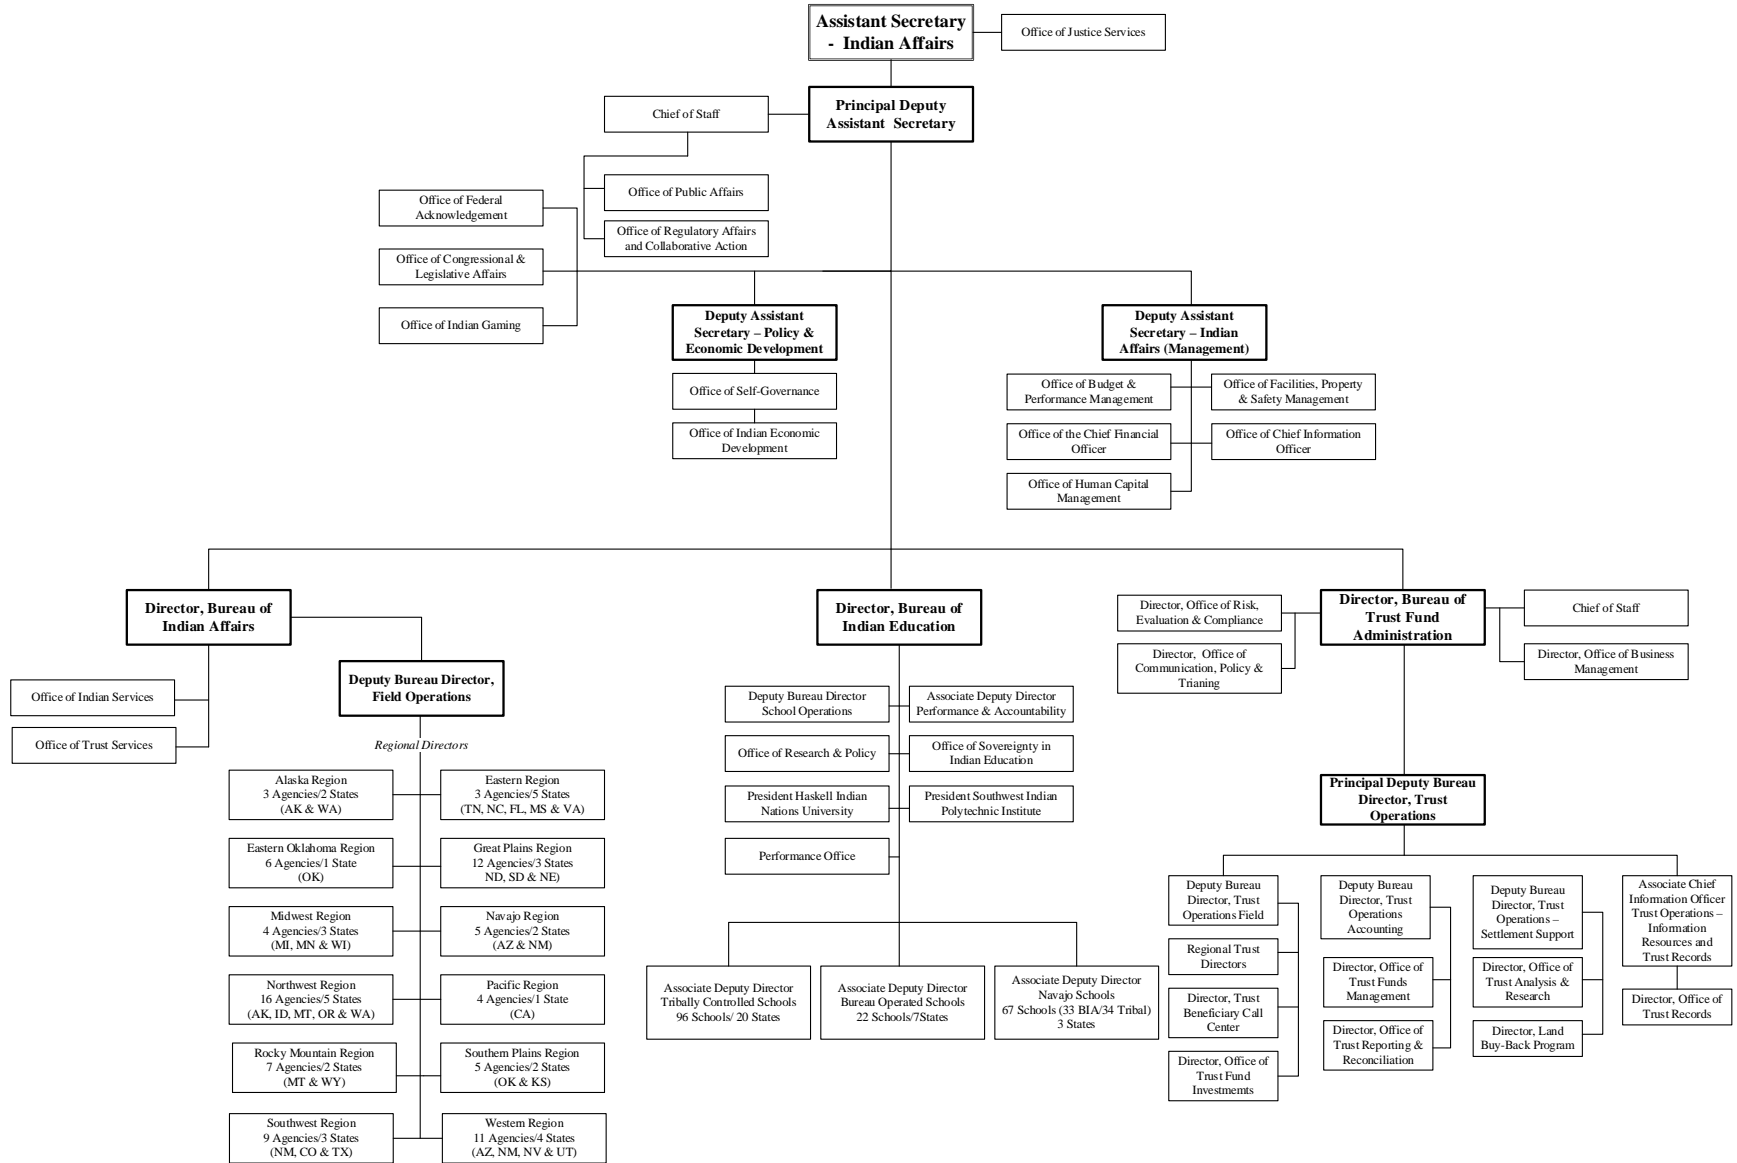 Assistant Secretary
- Indian Affairs
Office of Justice Services
Principal Deputy
Assistant Secretary
Chief of Staff
Office of Public Affairs
Office of Regulatory Affairs
and Collaborative Action
Office of Federal
Acknowledgement
Office of Congressional &
Legislative Affairs
Office of Indian Gaming
Deputy Assistant
Secretary – Policy &
Economic Development
Office of Self-Governance
Office of Indian Economic
Development
Deputy Assistant
Secretary – Indian
Affairs (Management)
Office of Budget &
Performance Management
Office of Facilities, Property
& Safety Management
Office of the Chief Financial
Officer
Office of Chief Information
Officer
Office of Human Capital
Management
Director, Bureau of
Indian Affairs
Office of Indian Services
Office of Trust Services
Deputy Bureau Director,
Field Operations
Regional Directors
Alaska Region
3 Agencies/2 States
(AK & WA)
Eastern Region
3 Agencies/5 States
(TN, NC, FL, MS & VA)
Eastern Oklahoma Region
6 Agencies/1 State
(OK)
Great Plains Region
12 Agencies/3 States
ND, SD & NE)
Midwest Region
4 Agencies/3 States
(MI, MN & WI)
Navajo Region
5 Agencies/2 States
(AZ & NM)
Northwest Region
16 Agencies/5 States
(AK, ID, MT, OR & WA)
Pacific Region
4 Agencies/1 State
(CA)
Rocky Mountain Region
7 Agencies/2 States
(MT & WY)
Southern Plains Region
5 Agencies/2 States
(OK & KS)
Southwest Region
9 Agencies/3 States
(NM, CO & TX)
Western Region
11 Agencies/4 States
(AZ, NM, NV & UT)
Director, Bureau of
Indian Education
Deputy Bureau Director
School Operations
Associate Deputy Director
Performance & Accountability
Office of Research & Policy
Office of Sovereignty in
Indian Education
President Haskell Indian
Nations University
President Southwest Indian
Polytechnic Institute
Performance Office
Associate Deputy Director
Tribally Controlled Schools
96 Schools/ 20 States
Associate Deputy Director
Bureau Operated Schools
22 Schools/7States
Associate Deputy Director
Navajo Schools
67 Schools (33 BIA/34 Tribal)
3 States
Director, Bureau of
Trust Fund
Administration
Director, Office of Risk,
Evaluation & Compliance
Director, Office of
Communication, Policy &
Trianing
Chief of Staff
Director, Office of Business
Management
Principal Deputy Bureau
Director, Trust
Operations
Deputy Bureau
Director, Trust
Operations Field
Regional Trust
Directors
Director, Trust
Beneficiary Call
Center
Director, Office of
Trust Fund
Investmemts
Deputy Bureau
Director, Trust
Operations
Accounting
Director, Office of
Trust Funds
Management
Director, Office of
Trust Reporting &
Reconciliation
Deputy Bureau
Director, Trust
Operations –
Settlement Support
Director, Office of
Trust Analysis &
Research
Director, Land
Buy-Back Program
Associate Chief
Information Officer
Trust Operations –
Information
Resources and
Trust Records
Director, Office of
Trust Records